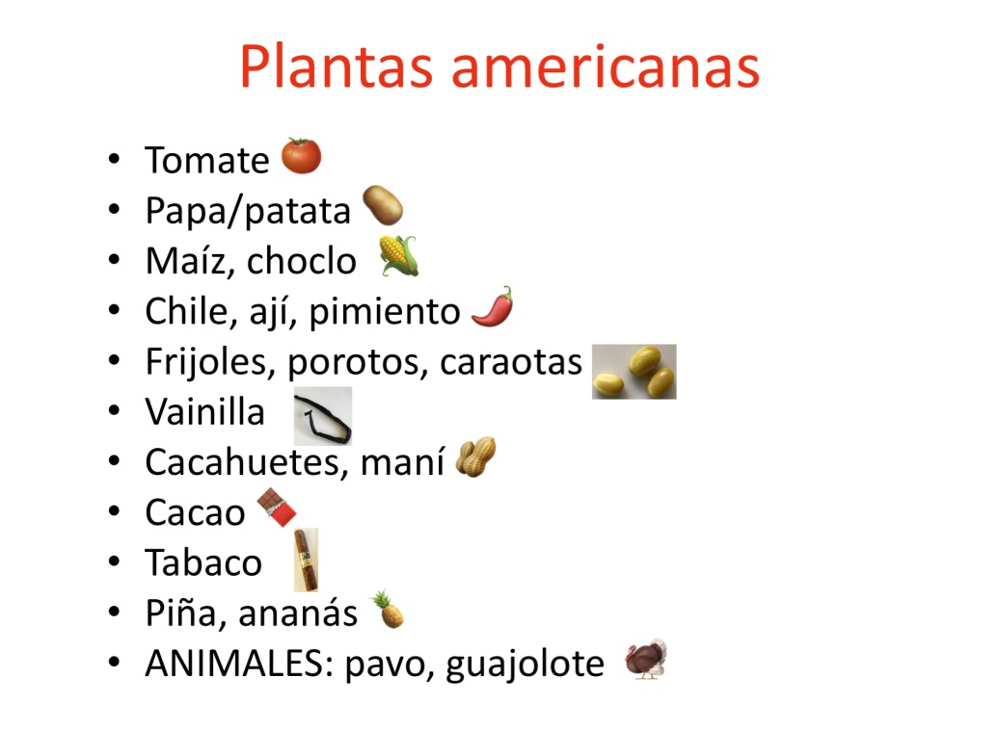 Plantas americanas
• Tomate
• Papa/patata
• Maíz, choclo
• Chile, ají, pimiento
• Frijoles, porotos, caraotas
• Vainilla
• Cacahuetes, maní
• Cacao
• Tabaco
• Piña, ananás
• ANIMALES: pavo, guajolote